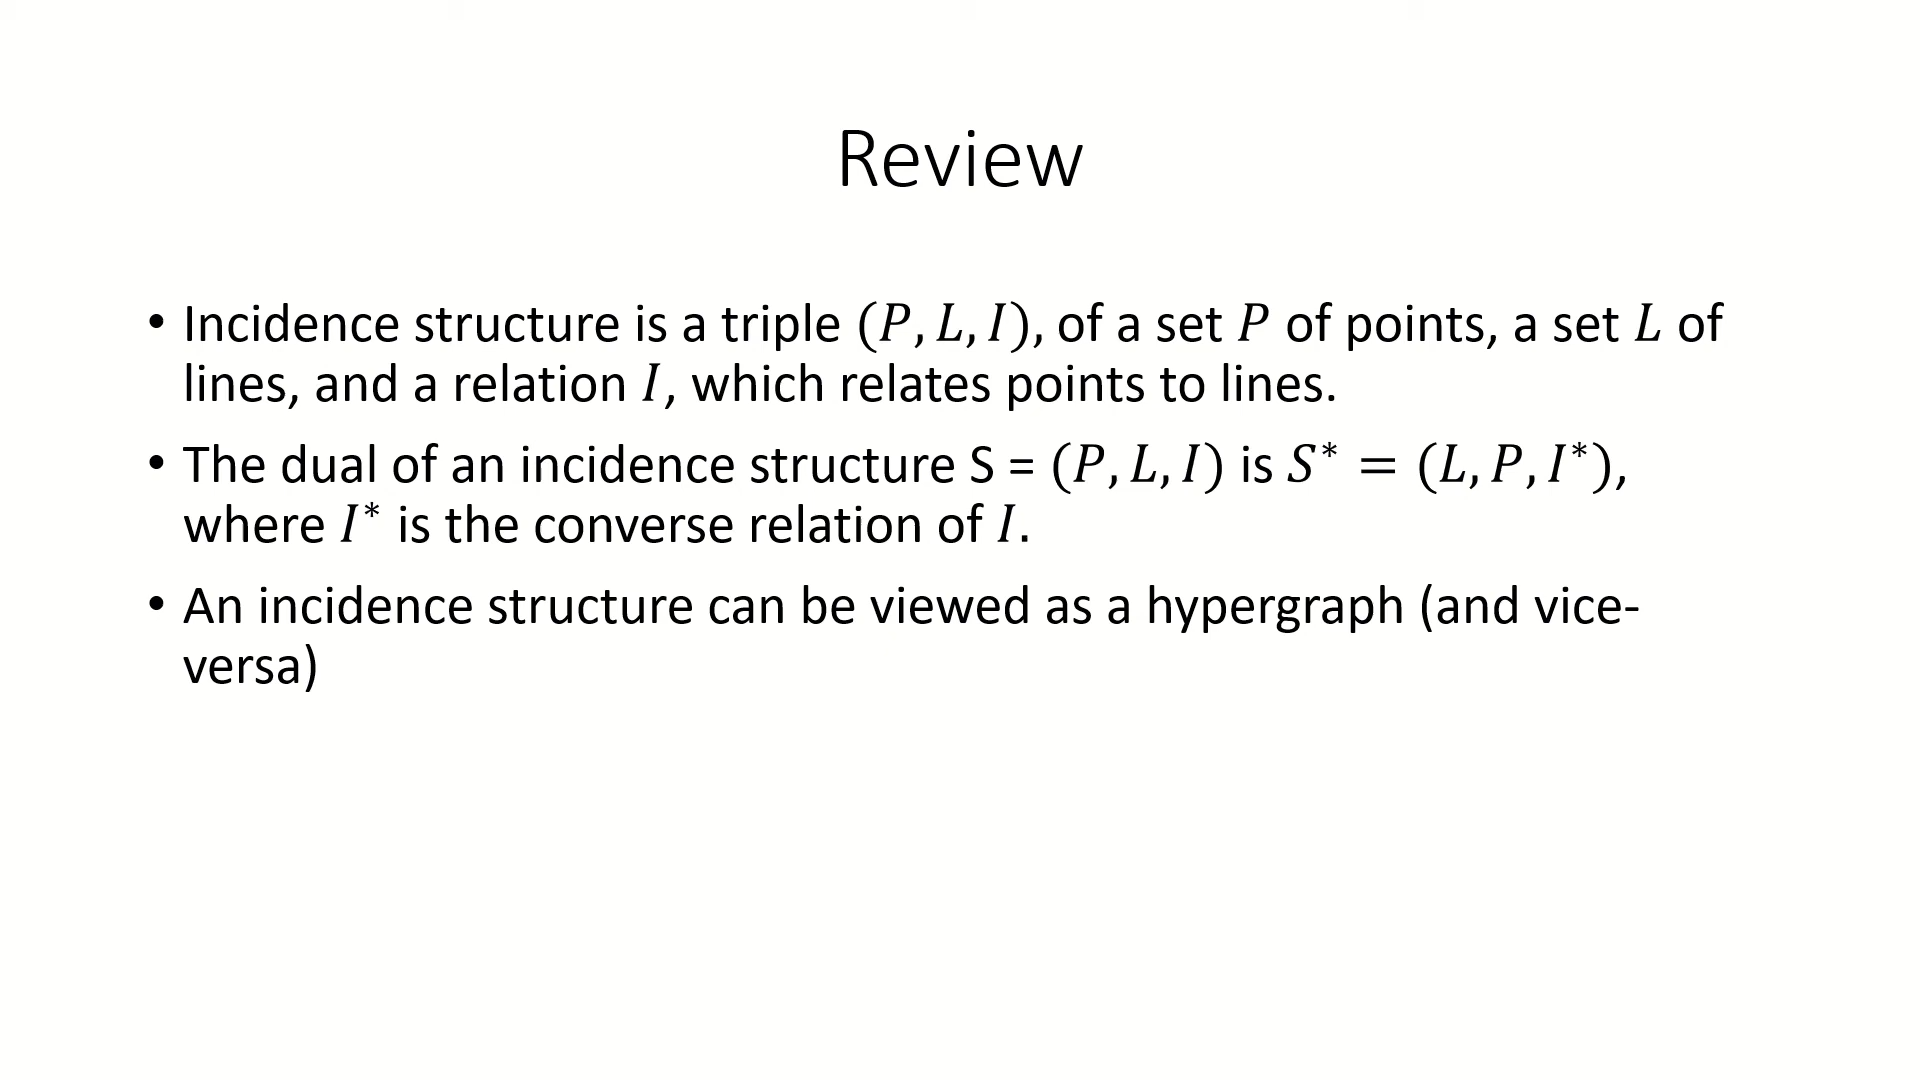 Review
• Incidence structure is a triple (P, L, I), of a set P of points, a set L of
lines, and a relation I, which relates points to lines.
• The dual of an incidence structure S = (P, L, I) is S* = (L, P, I*),
where I* is the converse relation of I.
• An incidence structure can be viewed as a hypergraph (and vice-
versa)